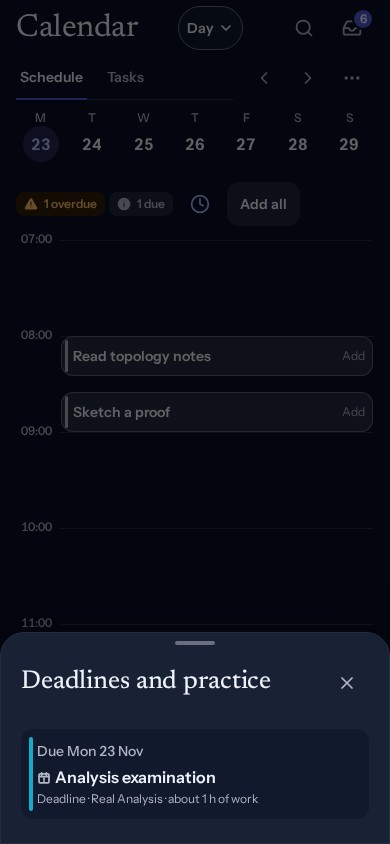 Calendar
Day
6
Schedule
Tasks
M T W T F S S
23 24 25 26 27 28 29
1 overdue
1 due
Add all
07:00
08:00
Read topology notes Add
Sketch a proof Add
09:00
10:00
11:00
Deadlines and practice
Due Mon 23 Nov
Analysis examination
Deadline · Real Analysis · about 1 h of work